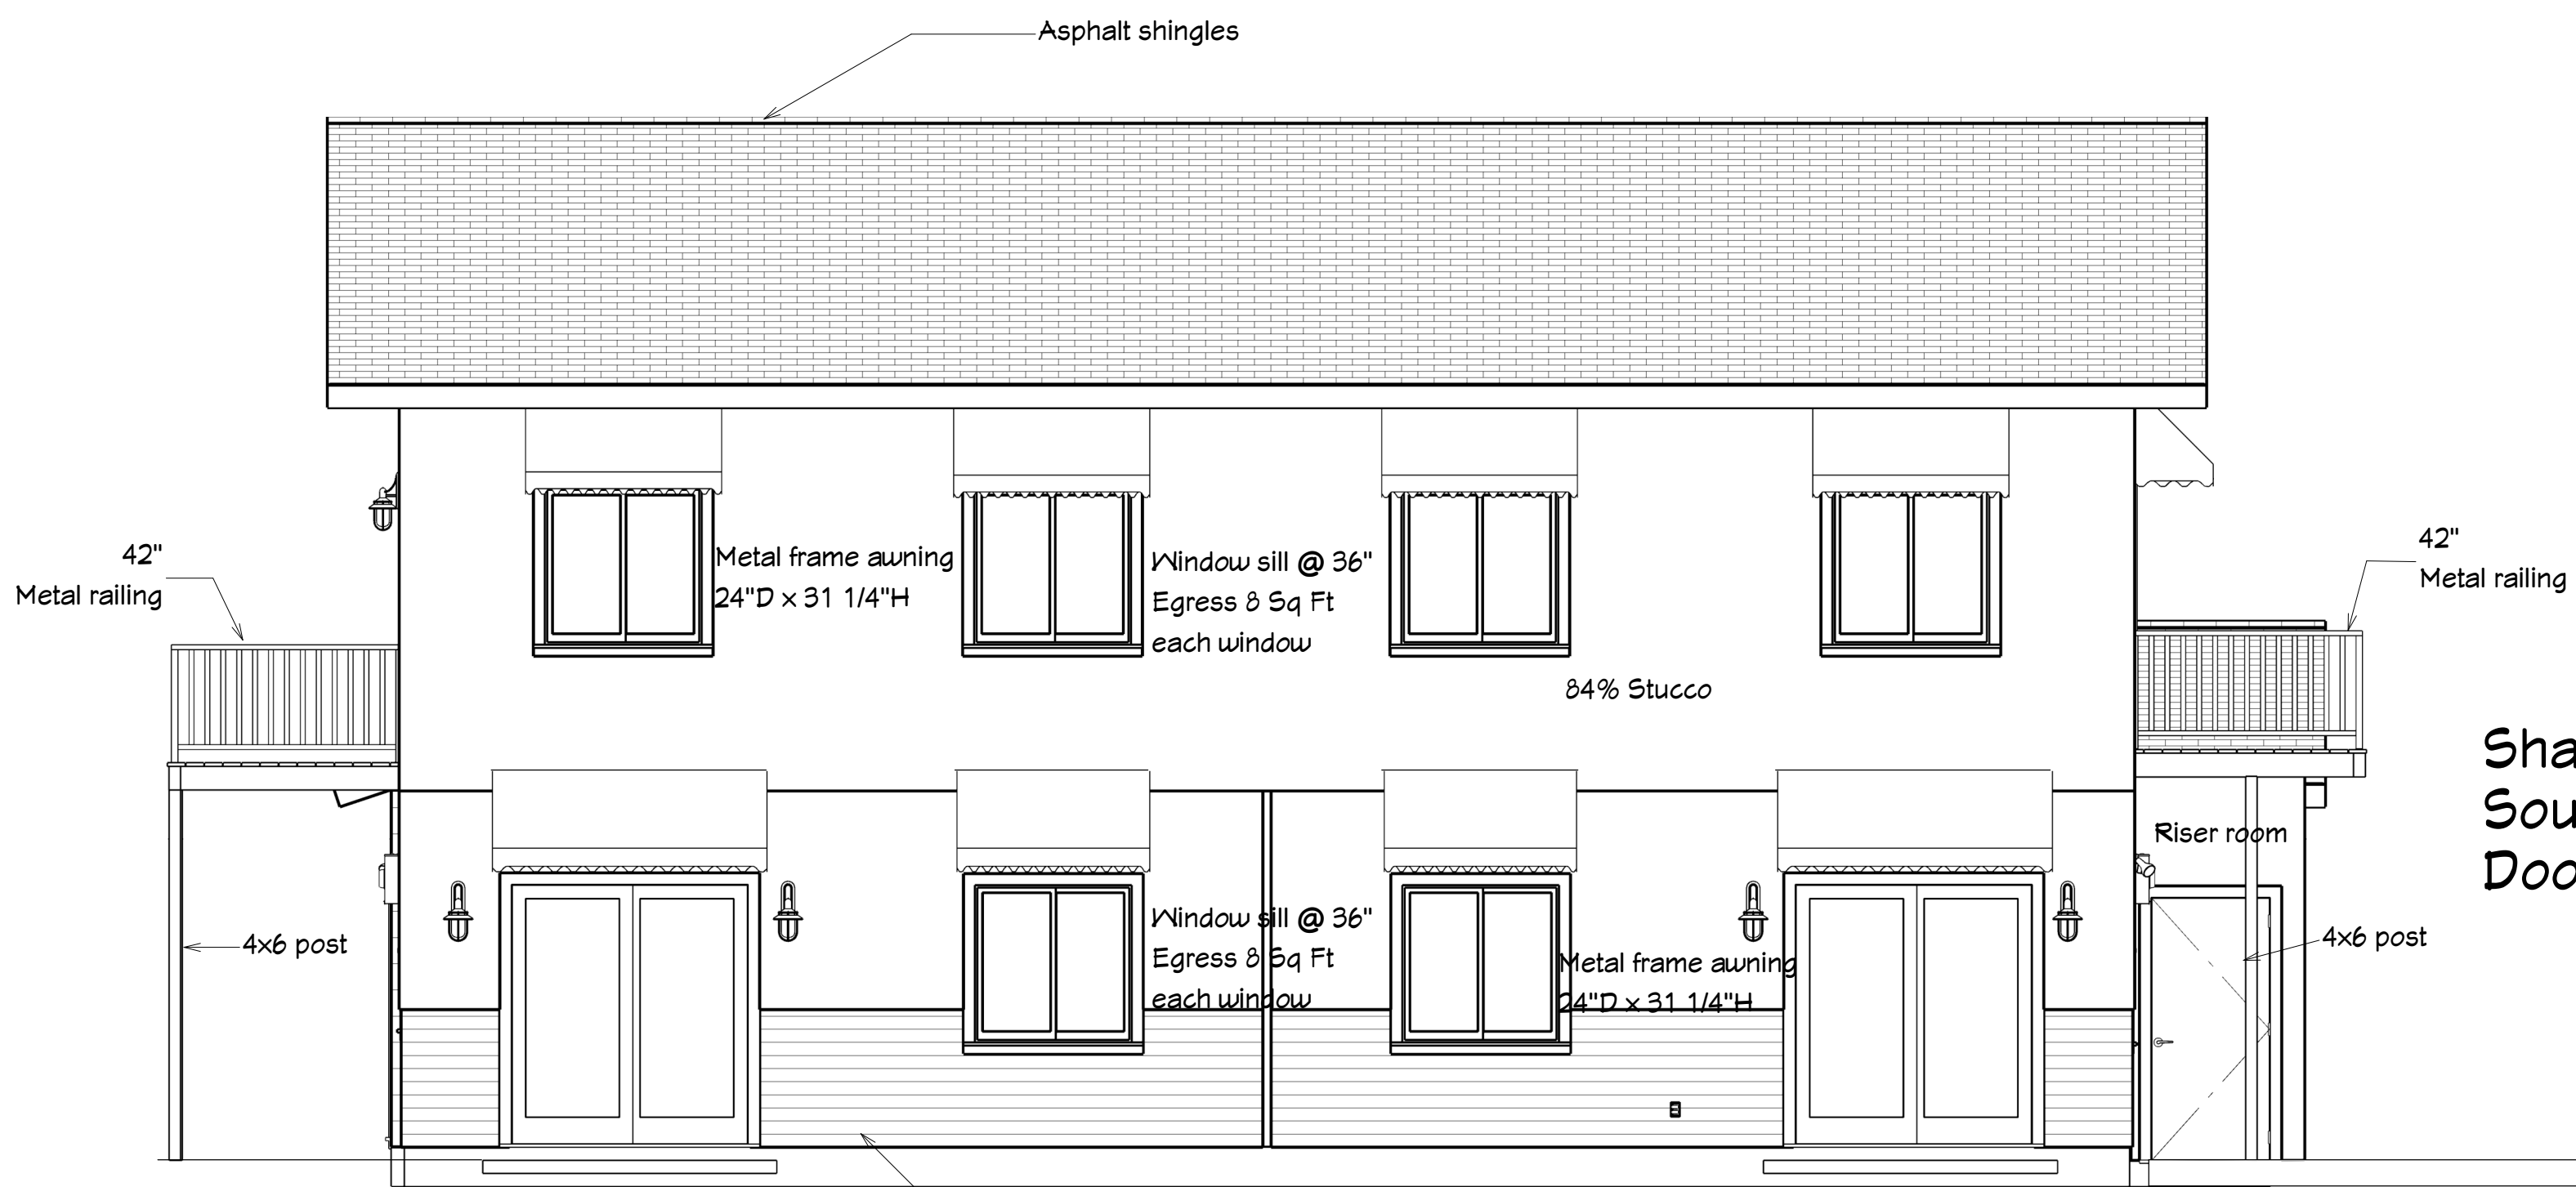 Asphalt shingles
42"
Metal railing
Metal frame awning
24"D x 31 1/4"H
Window sill @ 36"
Egress 8 Sq Ft
each window
42"
Metal railing
84% Stucco
Riser room
4x6 post
Window sill @ 36"
Egress 8 Sq Ft
each window
Metal frame awning
24"D x 31 1/4"H
4x6 post